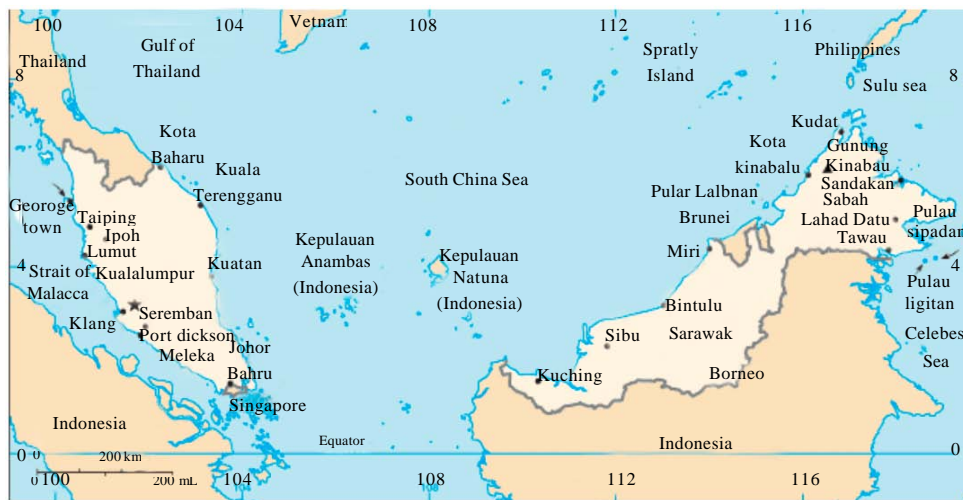 100
104
Vetnam
112
116
Gulf of
Thailand
Thailand
8
Spratly
Island
Philippines
8
Sulu sea
Kudat
Kota
Baharu
Kota
kinabalu
Gunung
Kinabau
Kuala
Terengganu
South China Sea
Sandakan
Pular Lalbnan
Sabah
Georoge
town
Taiping
Brunei
Lahad Datu
Pulau
sipadan
Ipoh
Lumut
Kepulauan
Anambas
(Indonesia)
Kepulauan
Natuna
(Indonesia)
Miri
Tawau
4
Strait of
Malacca
Kualalumpur
Kuatan
4
Pulau
ligitan
Klang
Seremban
Port dickson
Meleka
Bintulu
Sibu
Sarawak
Celebes
Sea
Johor
Bahru
Kuching
Borneo
Singapore
Indonesia
Equator
Indonesia
0
0
200 km
0
0
200 mL
100
104
104
108
108
112
116